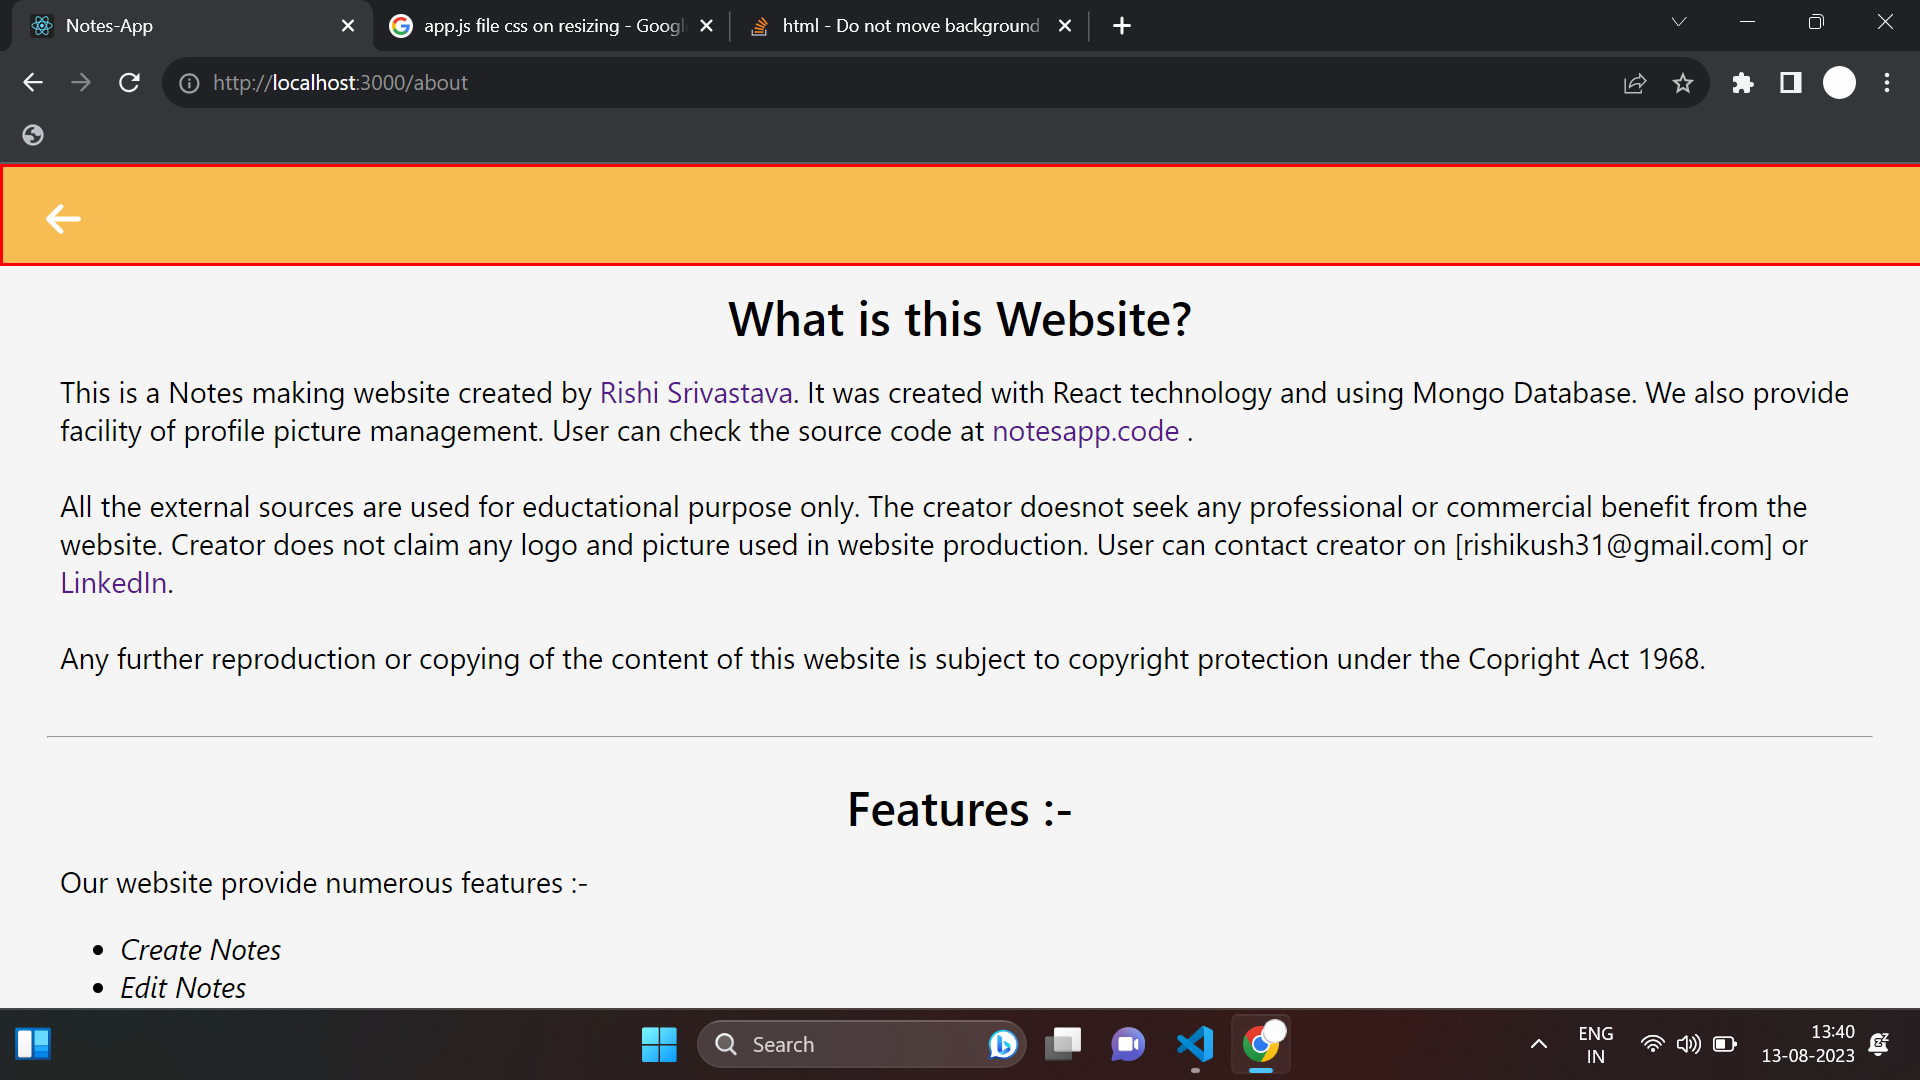 Notes-App
app.js file css on resizing - Googl
html - Do not move background
http://localhost:3000/about
What is this Website?
This is a Notes making website created by Rishi Srivastava. It was created with React technology and using Mongo Database. We also provide
facility of profile picture management. User can check the source code at notesapp.code .
All the external sources are used for eductational purpose only. The creator doesnot seek any professional or commercial benefit from the
website. Creator does not claim any logo and picture used in website production. User can contact creator on [rishikush31@gmail.com] or
LinkedIn.
Any further reproduction or copying of the content of this website is subject to copyright protection under the Copright Act 1968.
Features :-
Our website provide numerous features :-
• Create Notes
• Edit Notes
Search
ENG
IN
13:40
13-08-2023